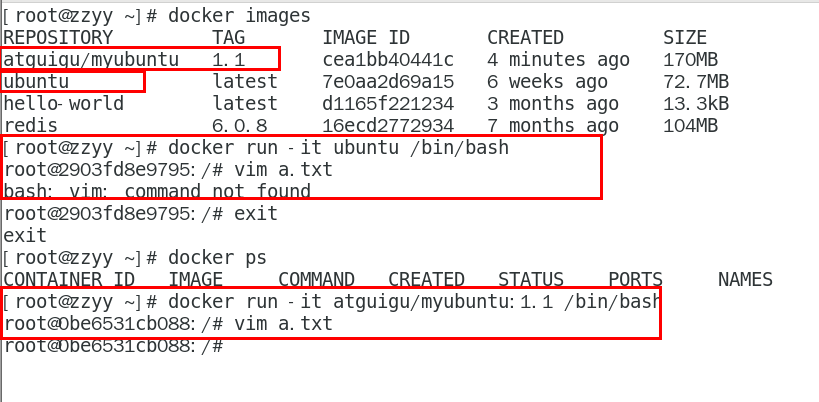 [root@zzyy ~]# docker images
REPOSITORY TAG IMAGE ID CREATED SIZE
atguigu/myubuntu 1.1 cea1bb40441c 4 minutes ago 170MB
ubuntu latest 7e0aa2d69a15 6 weeks ago 72.7MB
hello-world latest d1165f221234 3 months ago 13.3kB
redis 6.0.8 16ecd2772934 7 months ago 104MB
[root@zzyy ~]# docker run -it ubuntu /bin/bash
root@2903fd8e9795:/# vim a.txt
bash: vim: command not found
root@2903fd8e9795:/# exit
exit
[root@zzyy ~]# docker ps
CONTAINER ID IMAGE COMMAND CREATED STATUS PORTS NAMES
[root@zzyy ~]# docker run -it atguigu/myubuntu:1.1 /bin/bash
root@0be6531cb088:/# vim a.txt
root@0be6531cb088:/#